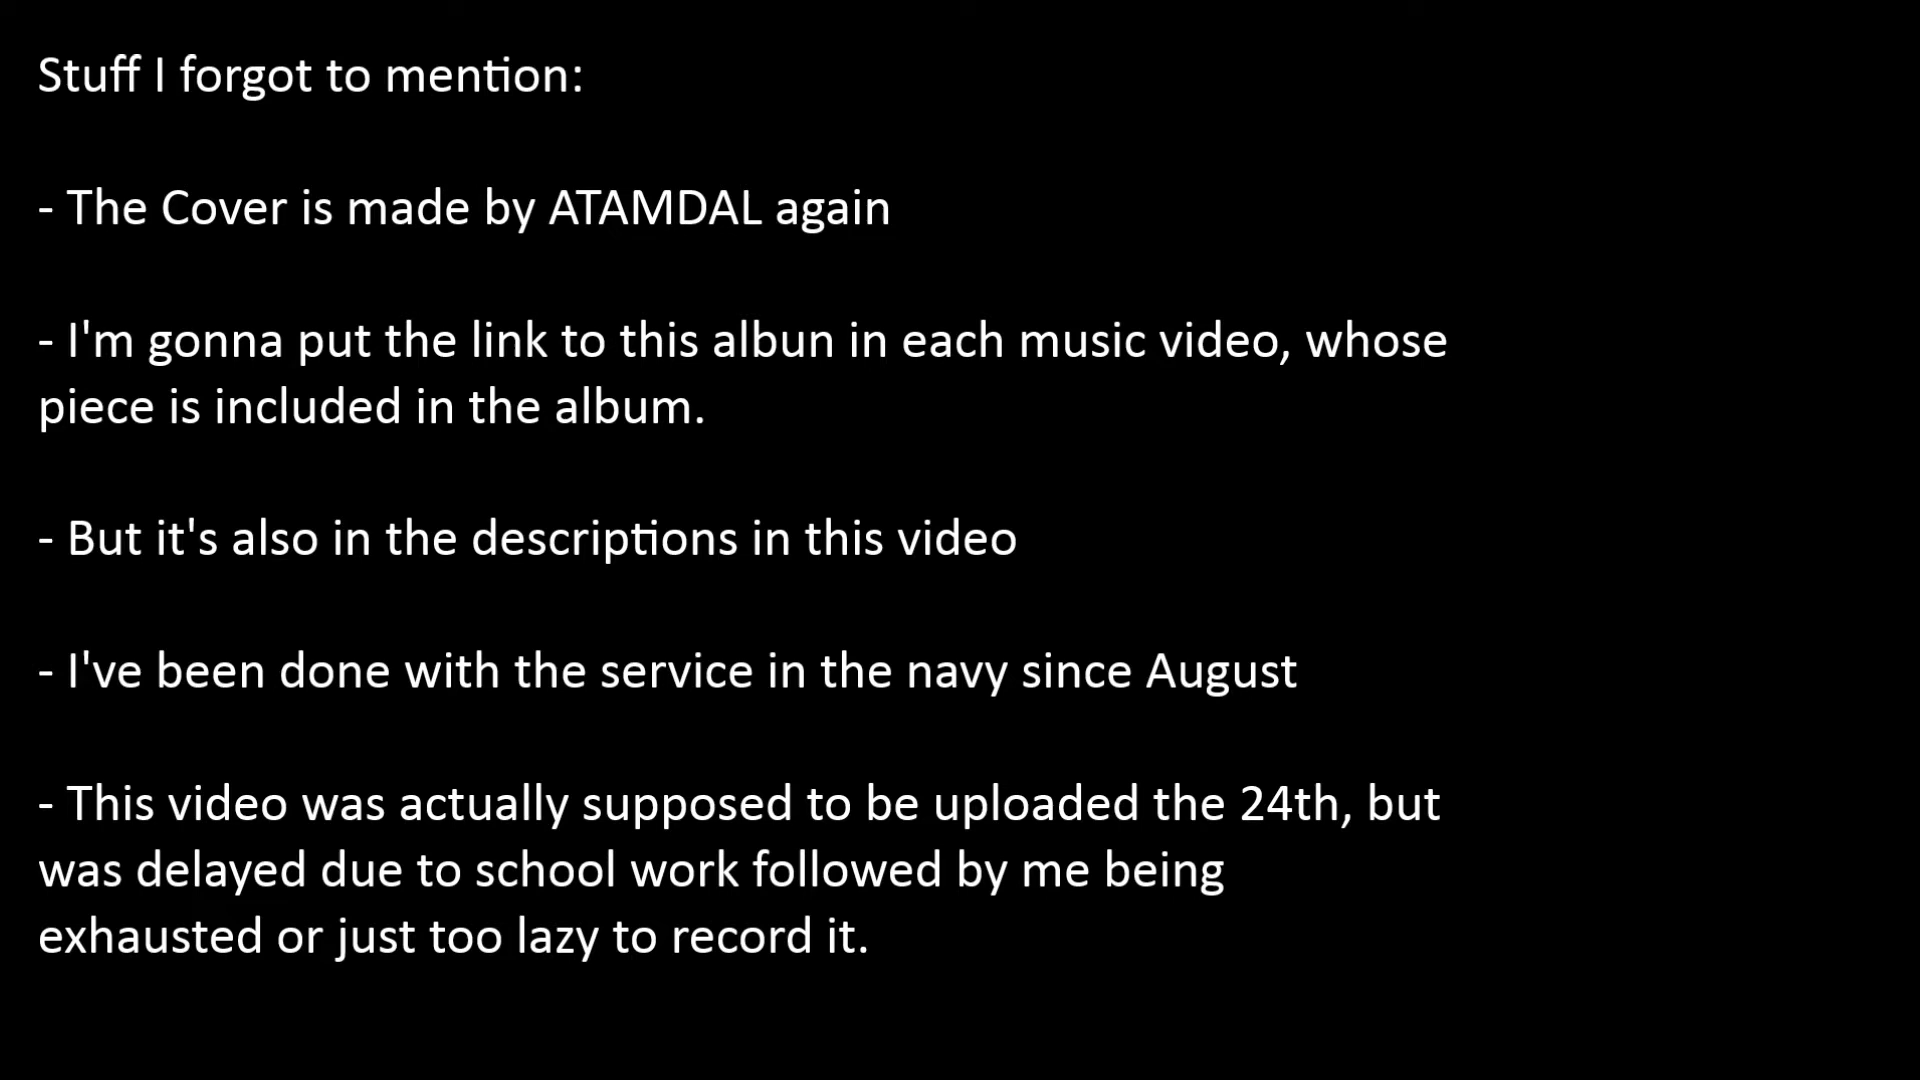 Stuff I forgot to mention:
- The Cover is made by ATAMDAL again
- I'm gonna put the link to this albun in each music video, whose
piece is included in the album.
- But it's also in the descriptions in this video
- I've been done with the service in the navy since August
- This video was actually supposed to be uploaded the 24th, but
was delayed due to school work followed by me being
exhausted or just too lazy to record it.